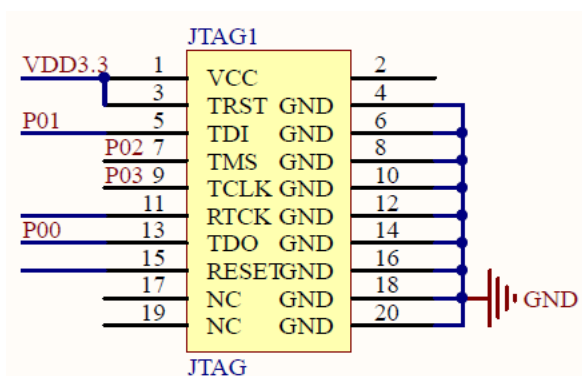 JTAG1
VDD3.3 1 VCC 2
3 TRST GND 4
P01 5 TDI GND 6
P02 7 TMS GND 8
P03 9 TCLK GND 10
11 RTCK GND 12
P00 13 TDO GND 14
15 RESET GND 16
17 NC GND 18
GND
19 NC GND 20
JTAG